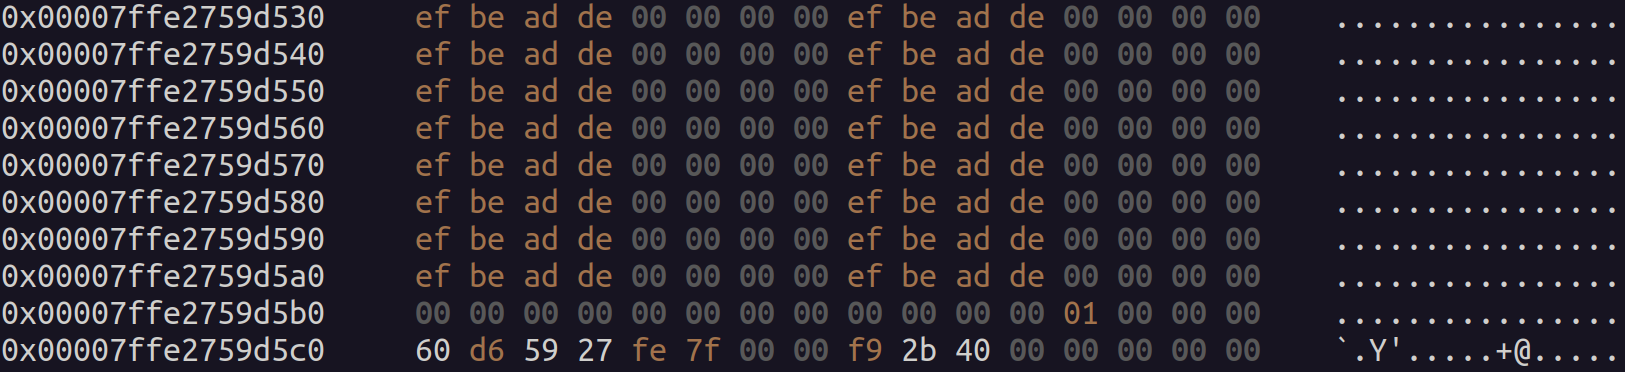 0x00007ffe2759d530 ef be ad de 00 00 00 00 ef be ad de 00 00 00 00 ................
0x00007ffe2759d540 ef be ad de 00 00 00 00 ef be ad de 00 00 00 00 ................
0x00007ffe2759d550 ef be ad de 00 00 00 00 ef be ad de 00 00 00 00 ................
0x00007ffe2759d560 ef be ad de 00 00 00 00 ef be ad de 00 00 00 00 ................
0x00007ffe2759d570 ef be ad de 00 00 00 00 ef be ad de 00 00 00 00 ................
0x00007ffe2759d580 ef be ad de 00 00 00 00 ef be ad de 00 00 00 00 ................
0x00007ffe2759d590 ef be ad de 00 00 00 00 ef be ad de 00 00 00 00 ................
0x00007ffe2759d5a0 ef be ad de 00 00 00 00 ef be ad de 00 00 00 00 ................
0x00007ffe2759d5b0 00 00 00 00 00 00 00 00 00 00 00 00 01 00 00 00 ................
0x00007ffe2759d5c0 60 d6 59 27 fe 7f 00 00 f9 2b 40 00 00 00 00 00 `.Y'.....+@.....